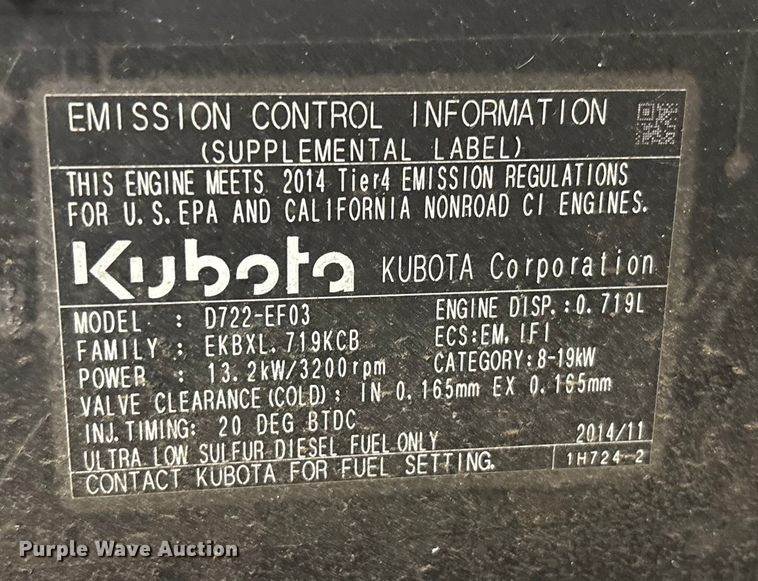 EMISSION CONTROL INFORMATION
(SUPPLEMENTAL LABEL)
THIS ENGINE MEETS 2014 Tier4 EMISSION REGULATIONS
FOR U.S.EPA AND CALIFORNIA NONROAD CI ENGINES.
Kubota KUBOTA Corporation
MODEL : D722-EF03 ENGINE DISP.:0.719L
FAMILY : EKBXL.719KCB ECS:EM,IFI
POWER : 13.2kW/3200rpm CATEGORY:8-19kW
VALVE CLEARANCE(COLD): IN 0.165mm EX 0.165mm
INJ.TIMING: 20 DEG BTDC
ULTRA LOW SULFUR DIESEL FUEL ONLY 2014/11
CONTACT KUBOTA FOR FUEL SETTING. 1H724-2
Purple Wave Auction